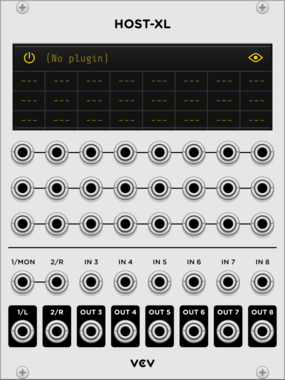 HOST-XL
(No plugin)
--- --- --- --- --- --- --- ---
--- --- --- --- --- --- --- ---
--- --- --- --- --- --- --- ---
1/MON 2/R IN 3 IN 4 IN 5 IN 6 IN 7 IN 8
1/L 2/R OUT 3 OUT 4 OUT 5 OUT 6 OUT 7 OUT 8
VCV